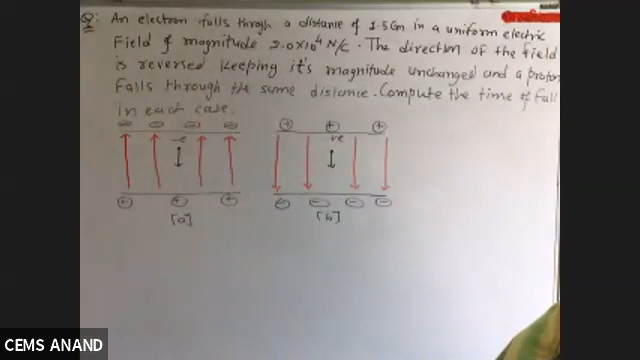 Q: An electron falls throgh a distane of 1.5Cm in a uniform electric
Field of magnitude 2.0×10⁴ N/C. The direction of the field
is reversed keeping it's magnitude unchanged and a proton
Falls through the same distance. Compute the time of fall
in each case.
⊖ ⊖ ⊖ ⊖ ⊕ ⊕ ⊕
-e +e
⊕ ⊕ ⊕ ⊖ ⊖ ⊖ ⊖
[a] [b]
CEMS ANAND